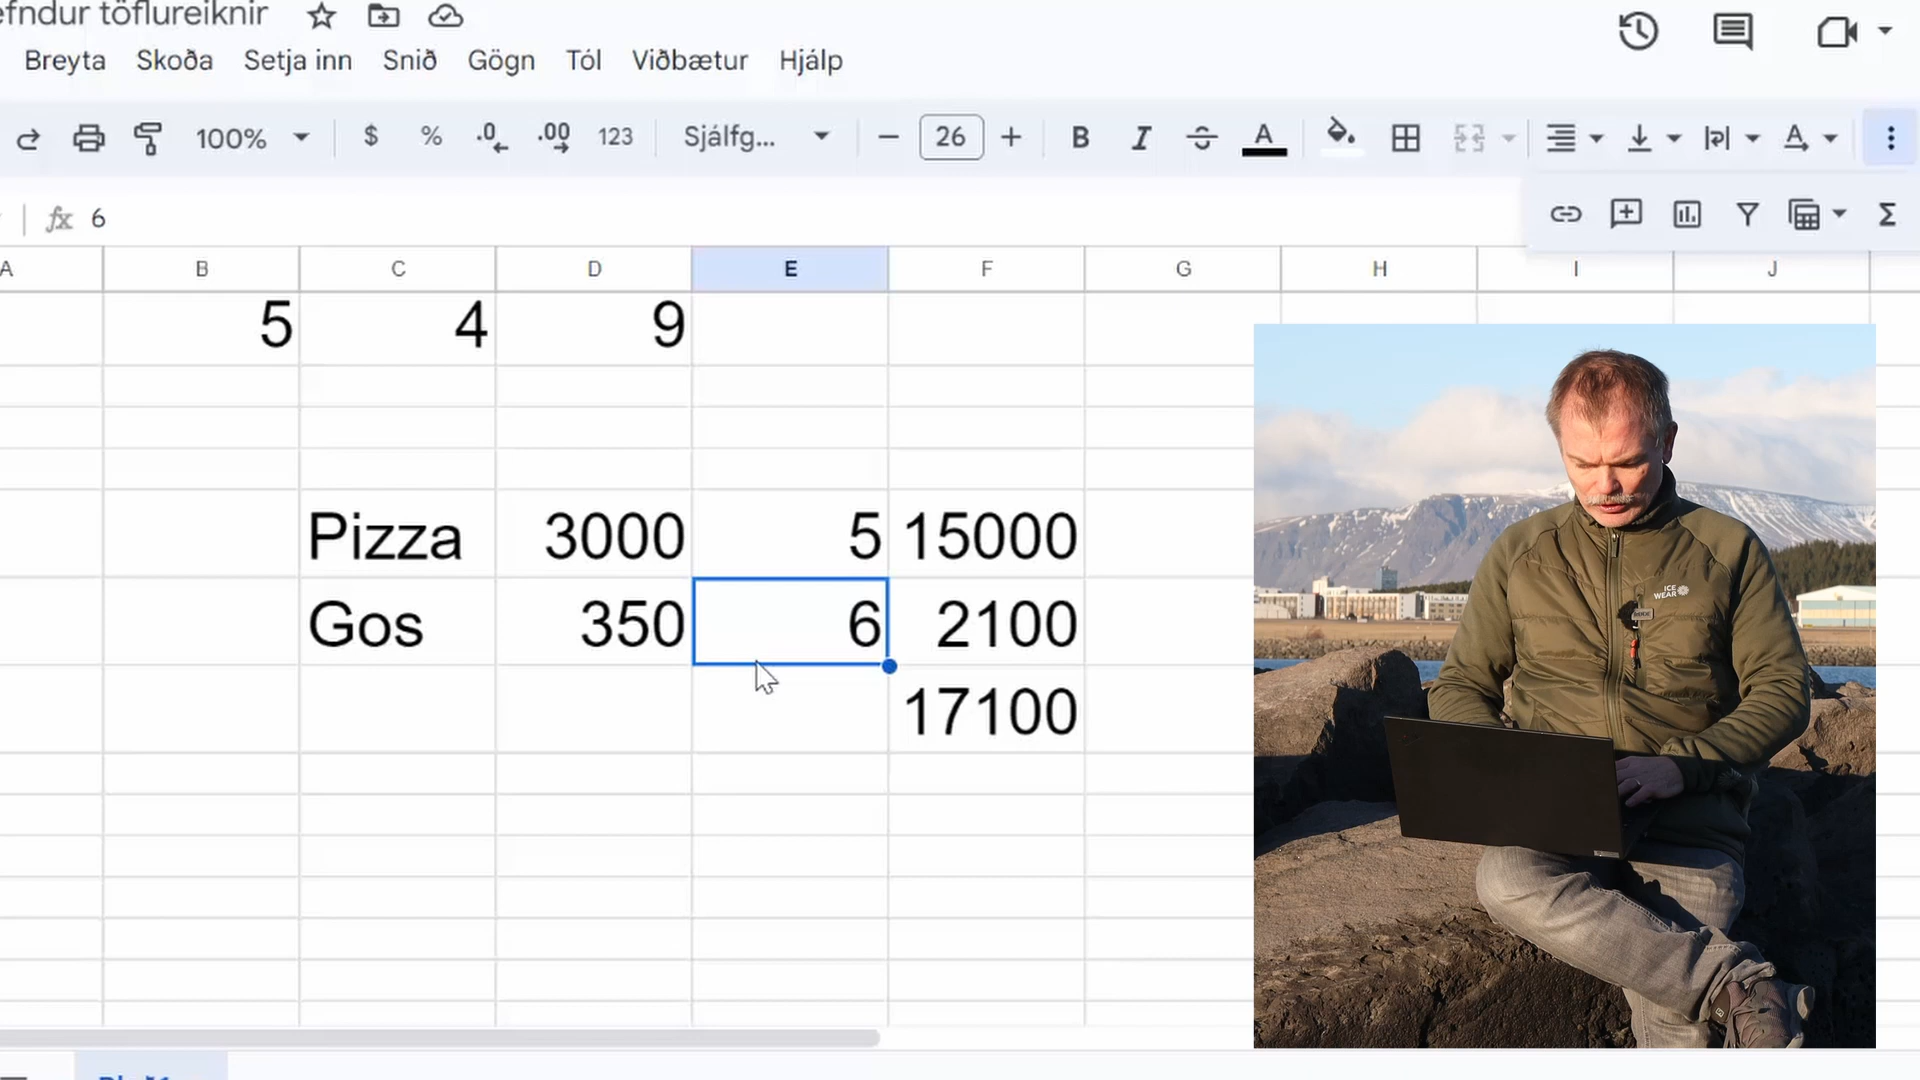 efndur töflureiknir
Breyta Skoða Setja inn Snið Gögn Tól Viðbætur Hjálp
100% $ % .0 .00 123 Sjálfg... − 26 + B I A A
fx 6
A B C D E F G H I J
5 4 9
Pizza 3000 5 15000
Gos 350 6 2100
17100
ICE
WEAR